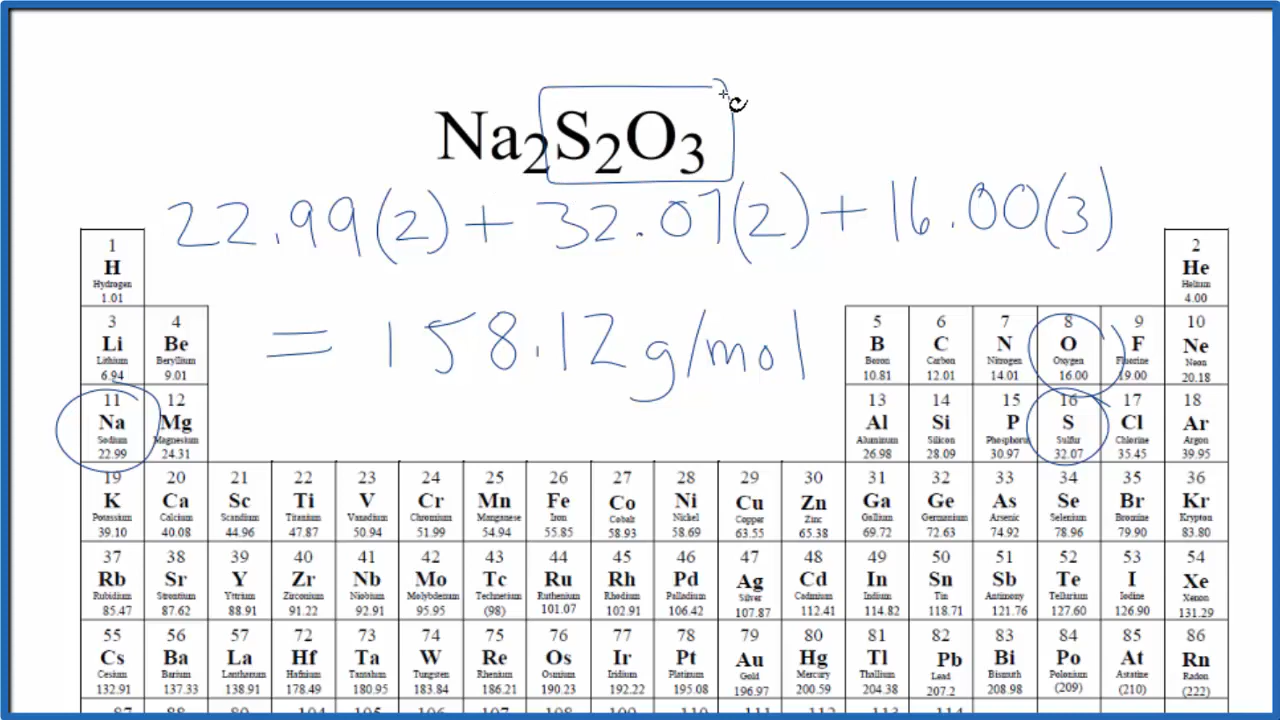 Na₂S₂O₃
22.99(2) + 32.07(2) + 16.00(3)
= 158.12 g/mol
1 2
H He
Hydrogen Helium
1.01 4.00
3 4 5 6 7 8 9 10
Li Be B C N O F Ne
Lithium Beryllium Boron Carbon Nitrogen Oxygen Fluorine Neon
6.94 9.01 10.81 12.01 14.01 16.00 19.00 20.18
11 12 13 14 15 16 17 18
Na Mg Al Si P S Cl Ar
Sodium Magnesium Aluminum Silicon Phosphoru Sulfur Chlorine Argon
22.99 24.31 26.98 28.09 30.97 32.07 35.45 39.95
19 20 21 22 23 24 25 26 27 28 29 30 31 32 33 34 35 36
K Ca Sc Ti V Cr Mn Fe Co Ni Cu Zn Ga Ge As Se Br Kr
Potassium Calcium Scandium Titanium Vanadium Chromium Manganese Iron Cobalt Nickel Copper Zinc Gallium Germanium Arsenic Selenium Bromine Krypton
39.10 40.08 44.96 47.87 50.94 51.99 54.94 55.85 58.93 58.69 63.55 65.38 69.72 72.63 74.92 78.96 79.90 83.80
37 38 39 40 41 42 43 44 45 46 47 48 49 50 51 52 53 54
Rb Sr Y Zr Nb Mo Tc Ru Rh Pd Ag Cd In Sn Sb Te I Xe
Rubidium Strontium Yttrium Zirconium Niobium Molybdenum Technetium Ruthenium Rhodium Palladium Silver Cadmium Indium Tin Antimony Tellurium Iodine Xenon
85.47 87.62 88.91 91.22 92.91 95.95 (98) 101.07 102.91 106.42 107.87 112.41 114.82 118.71 121.76 127.60 126.90 131.29
55 56 57 72 73 74 75 76 77 78 79 80 81 82 83 84 85 86
Cs Ba La Hf Ta W Re Os Ir Pt Au Hg Tl Pb Bi Po At Rn
Cesium Barium Lanthanum Hafnium Tantalum Tungsten Rhenium Osmium Iridium Platinum Gold Mercury Thallium Lead Bismuth Polonium Astatine Radon
132.91 137.33 138.91 178.49 180.95 183.84 186.21 190.23 192.22 195.08 196.97 200.59 204.38 207.2 208.98 (209) (210) (222)